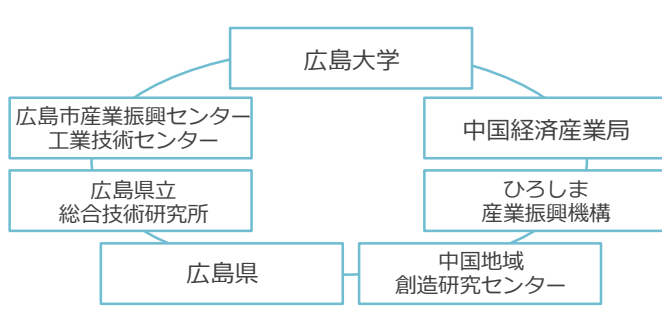 広島大学
広島市産業振興センター
工業技術センター
中国経済産業局
広島県立
総合技術研究所
ひろしま
産業振興機構
広島県
中国地域
創造研究センター